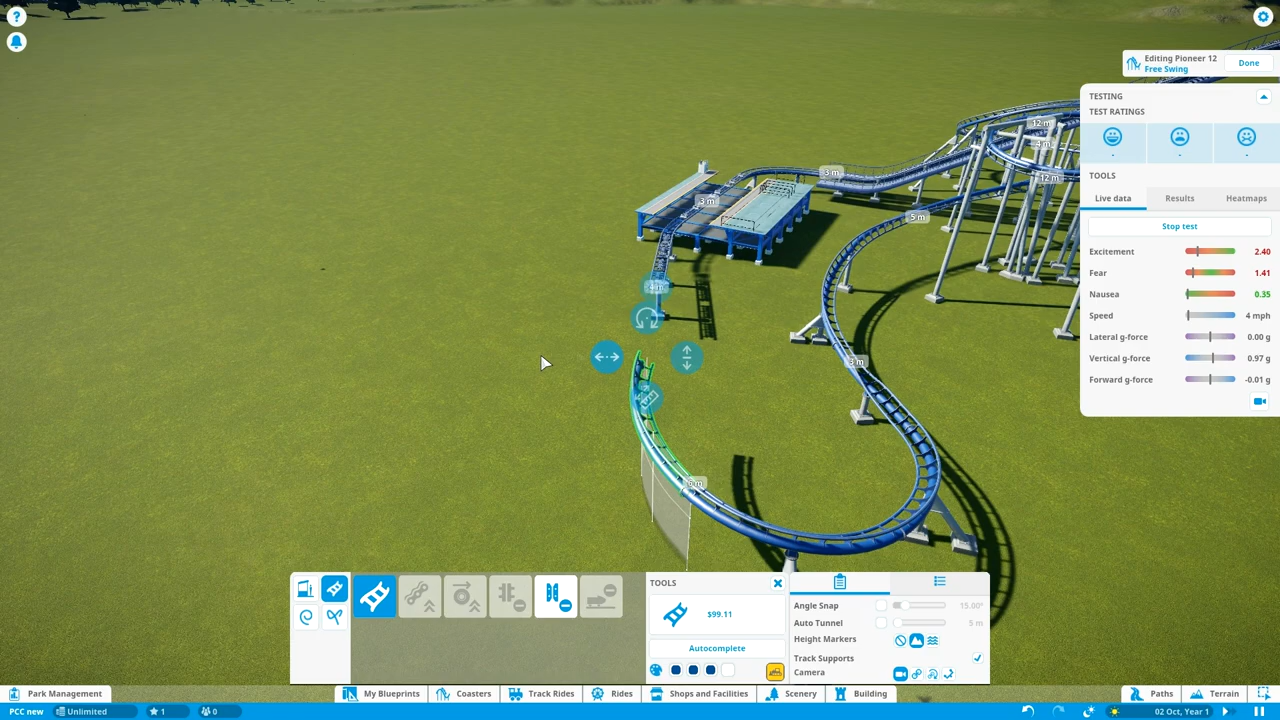 ?
Editing Pioneer 12
Free Swing
Done
TESTING
TEST RATINGS
- - -
TOOLS
Live data Results Heatmaps
Stop test
Excitement 2.40
Fear 1.41
Nausea 0.35
Speed 4 mph
Lateral g-force 0.00 g
Vertical g-force 0.97 g
Forward g-force -0.01 g
12 m
4 m
12 m
3 m
3 m
5 m
4 m
3 m
TOOLS
$99.11
Autocomplete
Angle Snap 15.00°
Auto Tunnel 5 m
Height Markers
Track Supports
Camera
Park Management My Blueprints Coasters Track Rides Rides Shops and Facilities Scenery Building Paths Terrain
PCC new Unlimited 1 0 02 Oct, Year 1